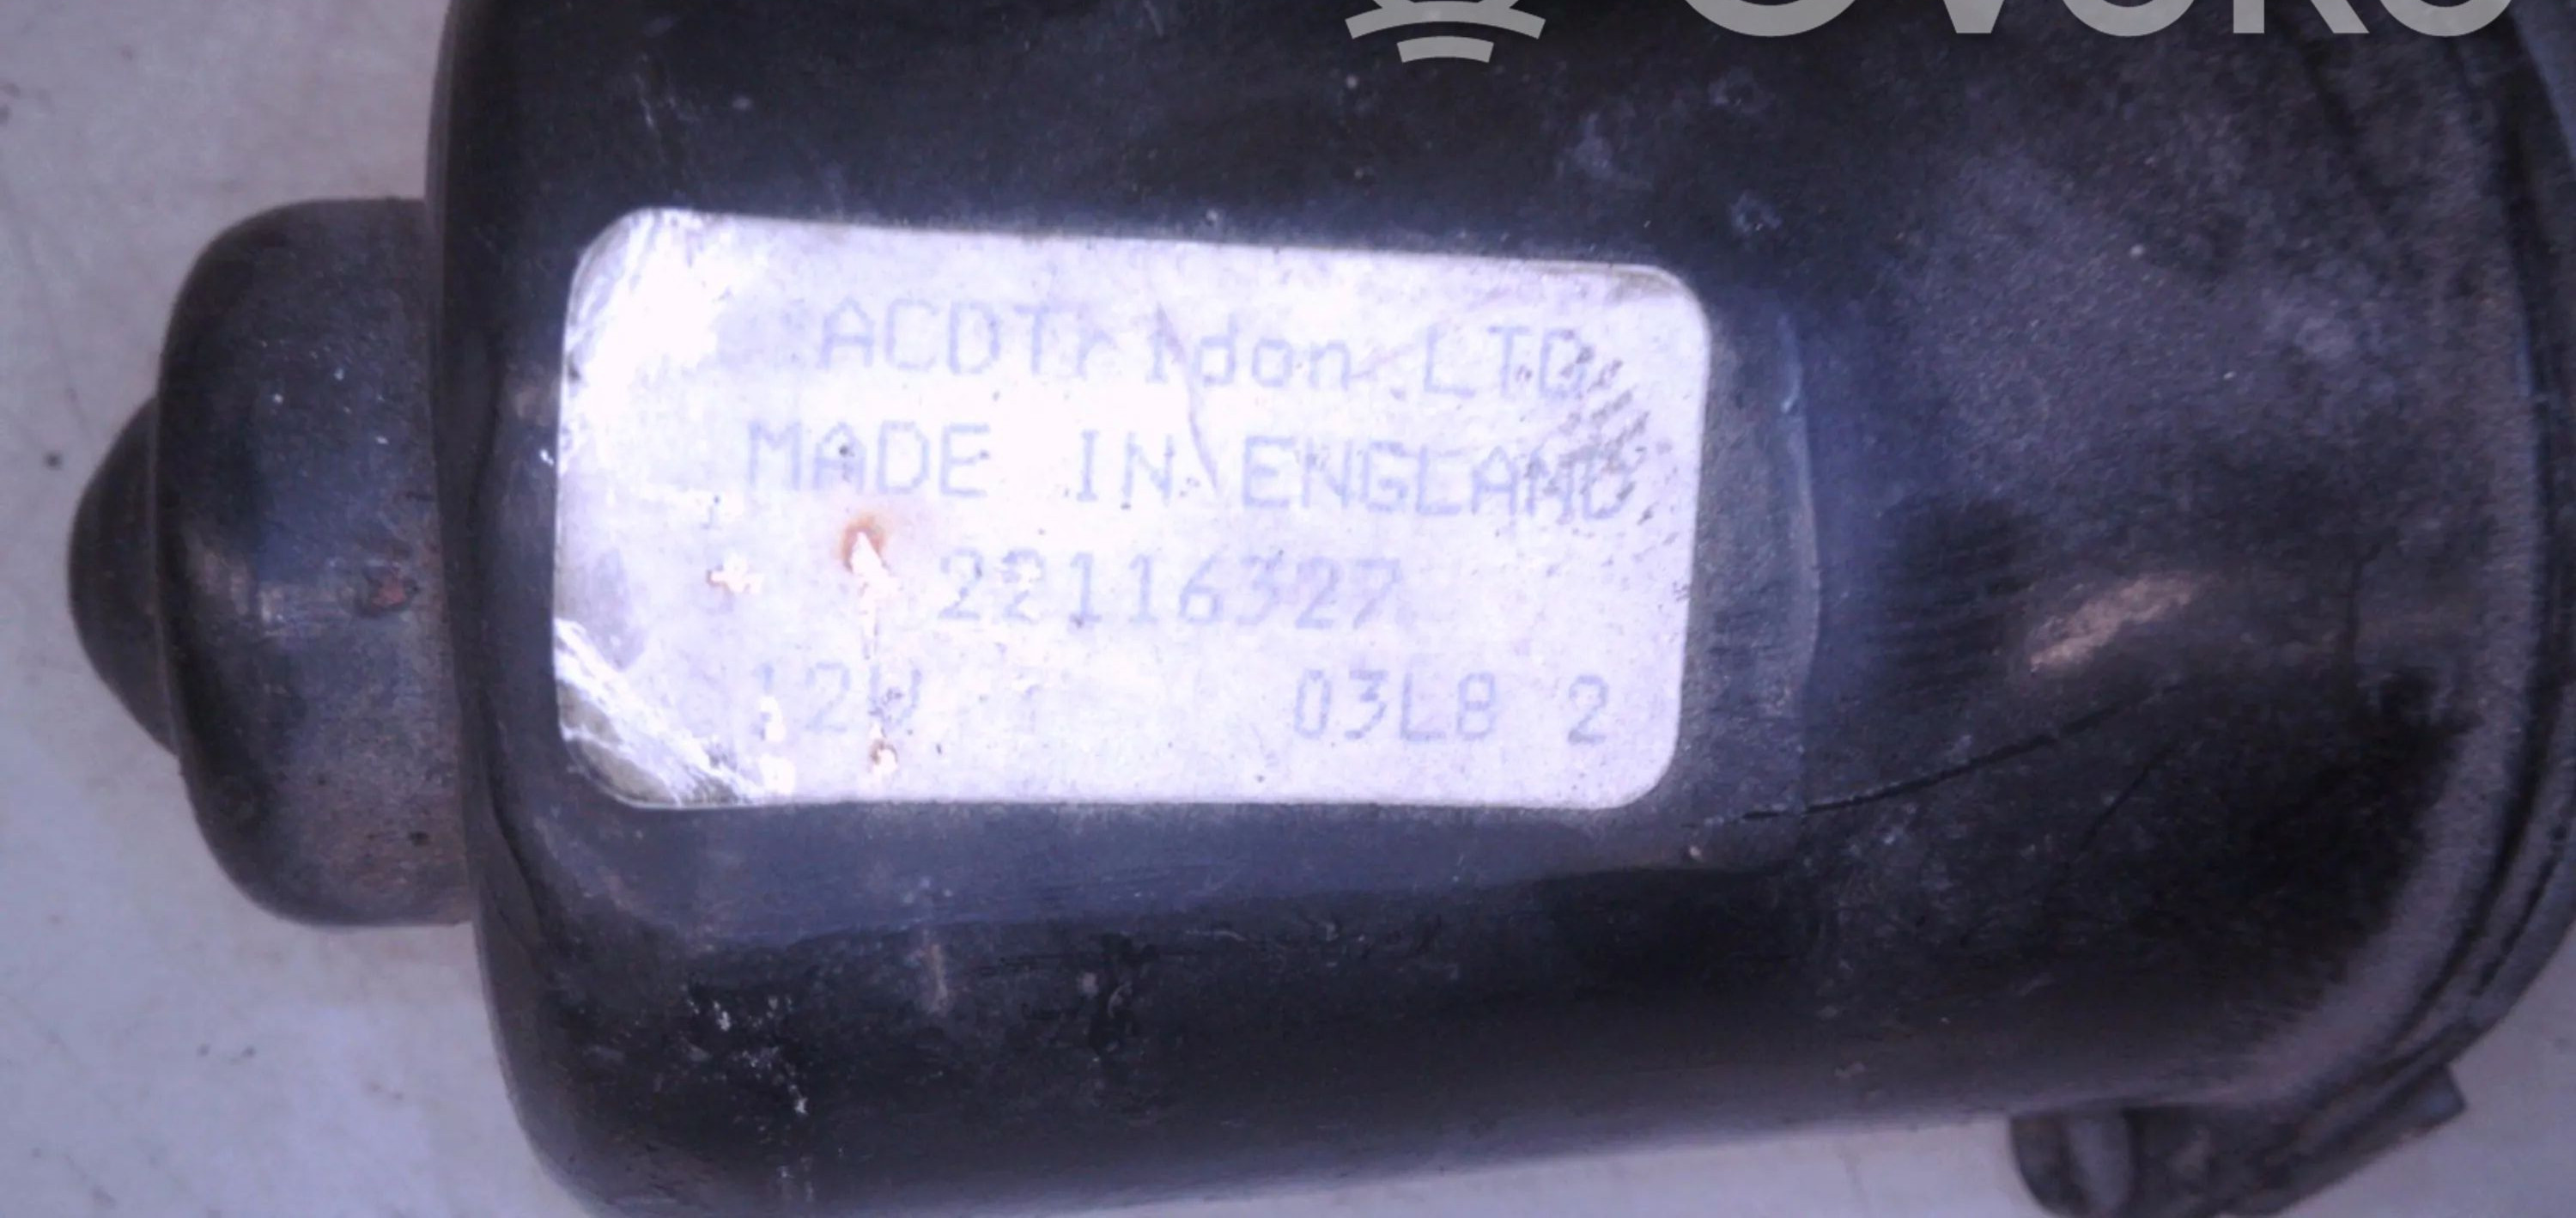 ACDTridon LTD
MADE IN ENGLAND
22116327
12V 03L8 2